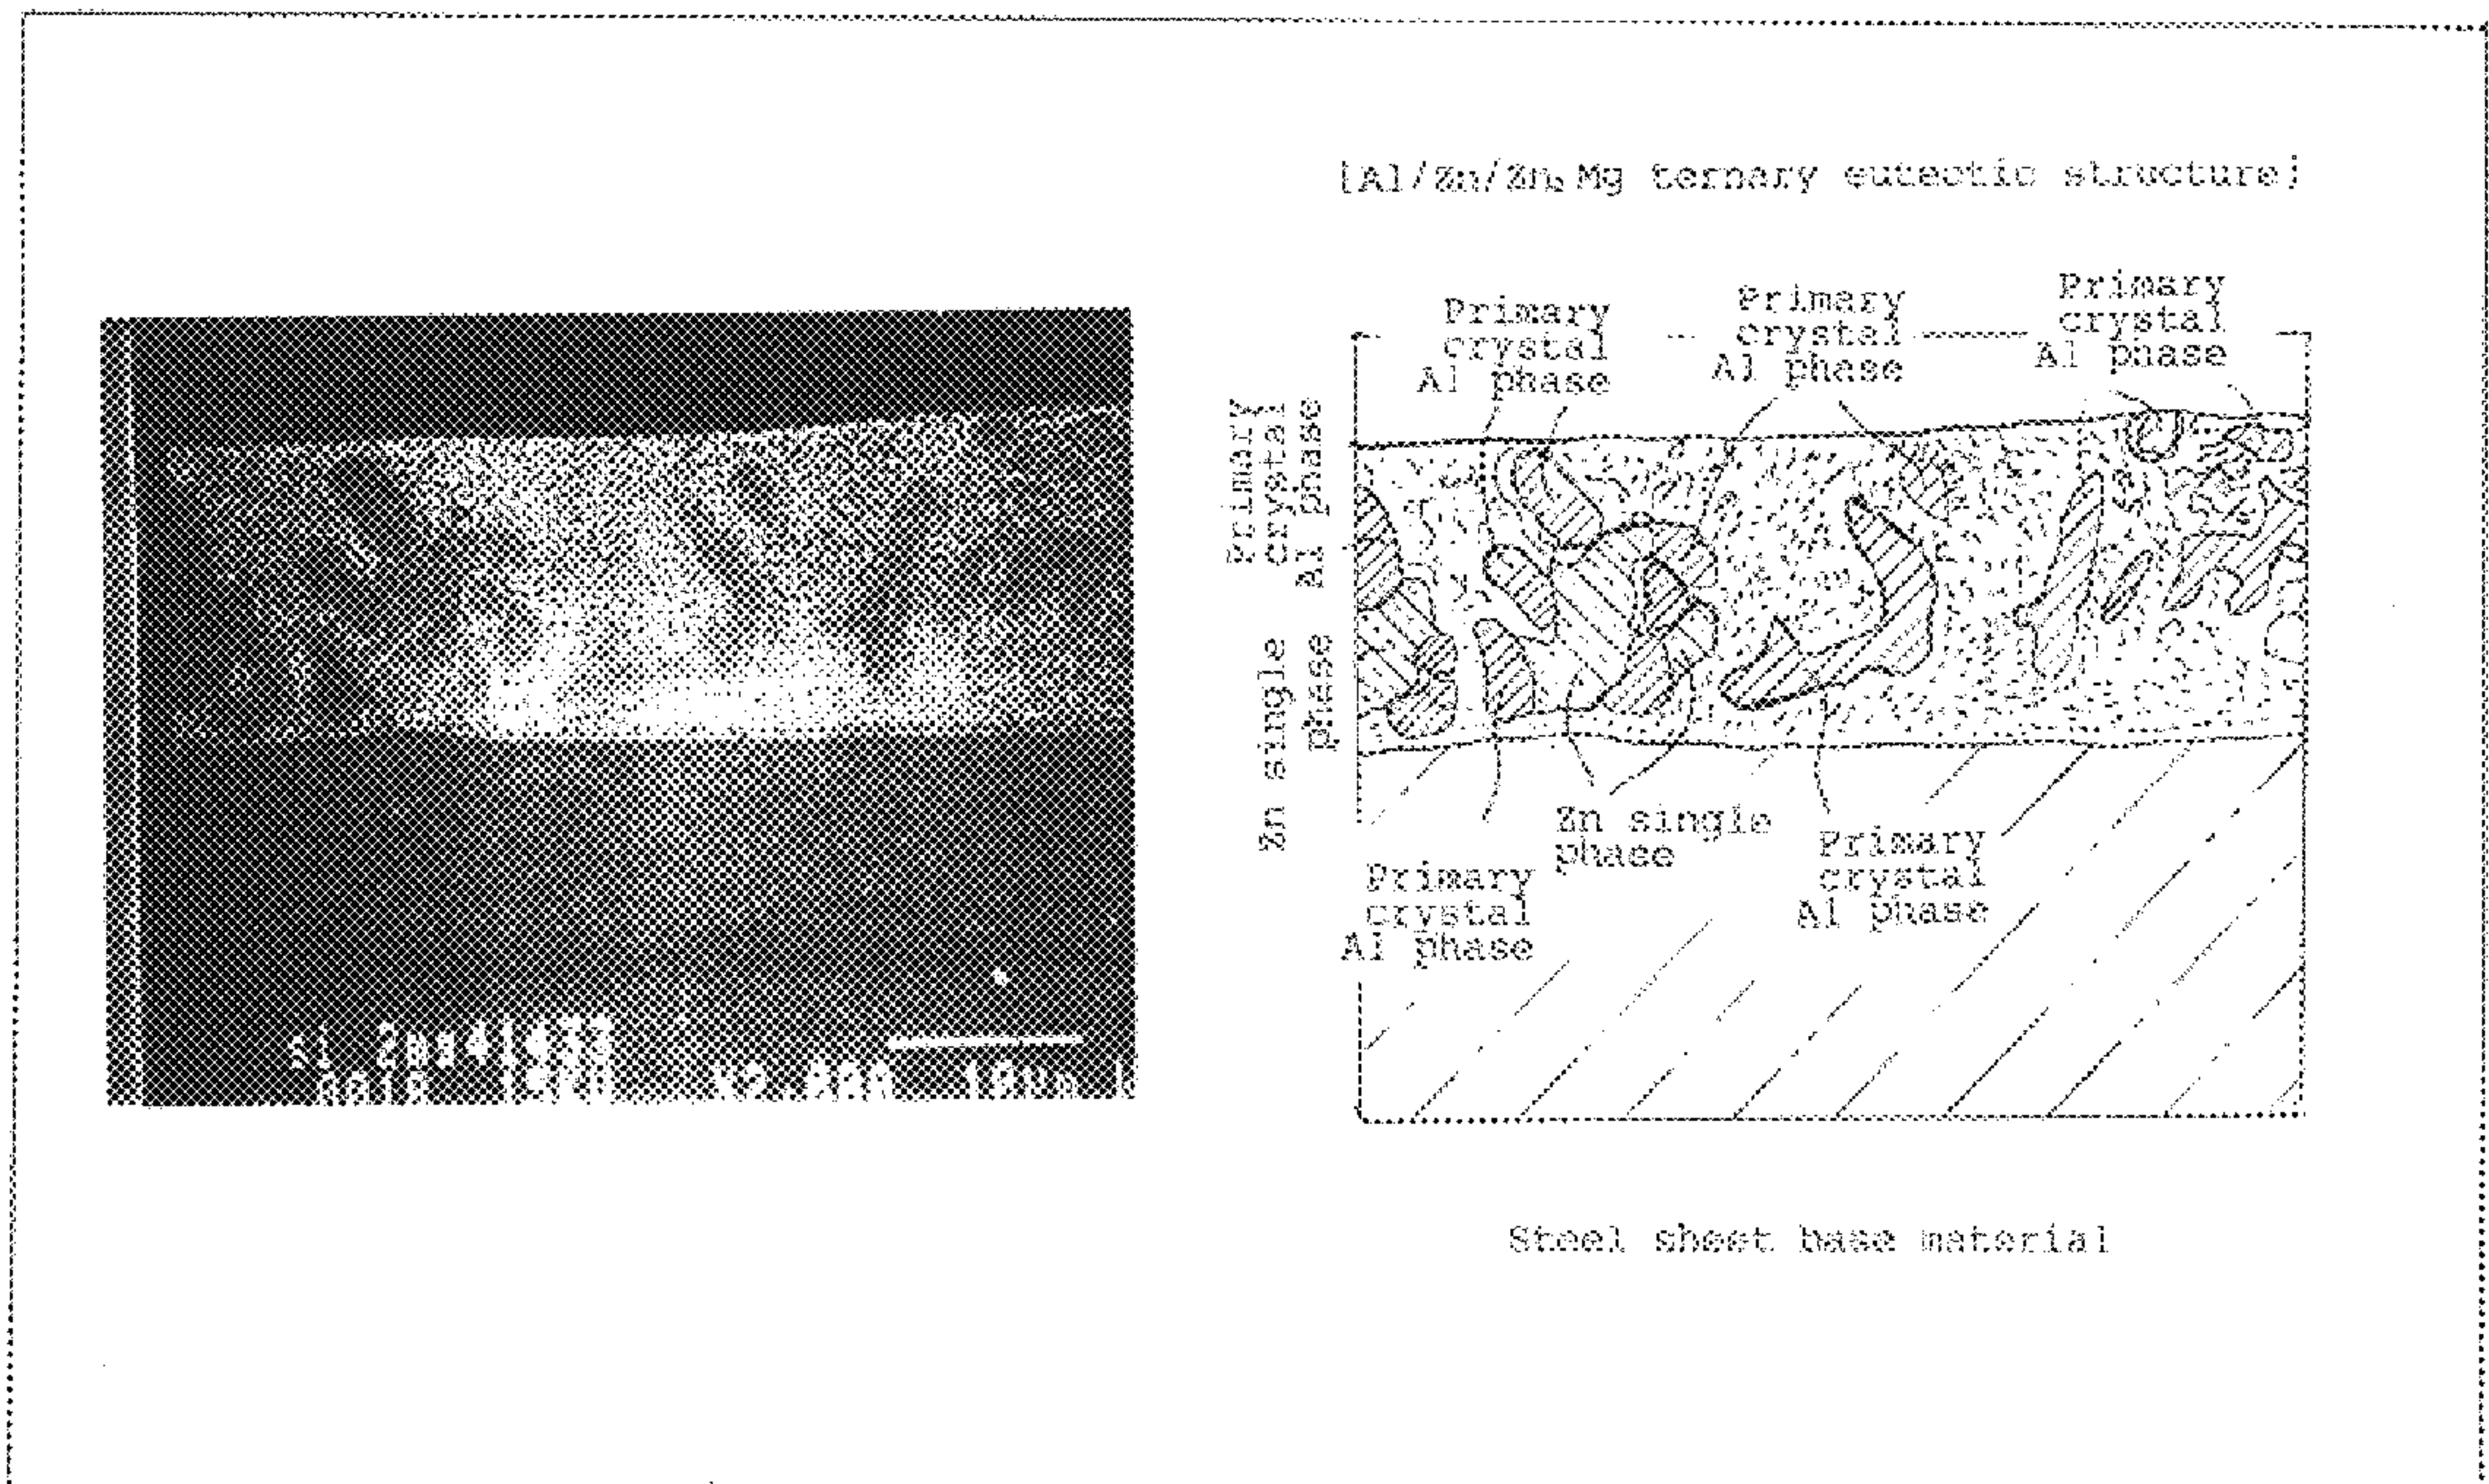 [Al/Zn/Zn₂Mg ternary eutectic structure]
Primary
crystal
Al phase
Primary
crystal
Al phase
Primary
crystal
Al phase
Primary
crystal
Al phase
Zn single
phase
Zn single
phase
Primary
crystal
Al phase
Primary
crystal
Al phase
10μm
Steel sheet base material